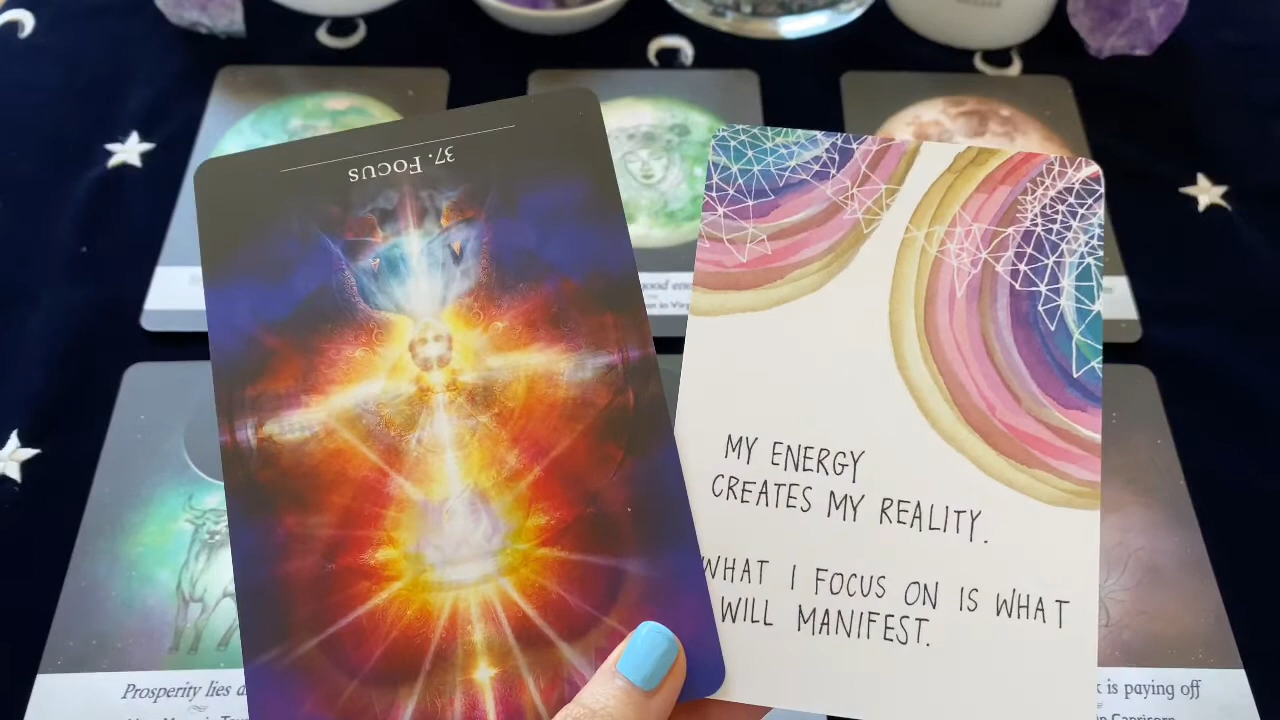 37. FOCUS
MY ENERGY
CREATES MY REALITY.
WHAT I FOCUS ON IS WHAT
WILL MANIFEST.
Prosperity lies
is paying off